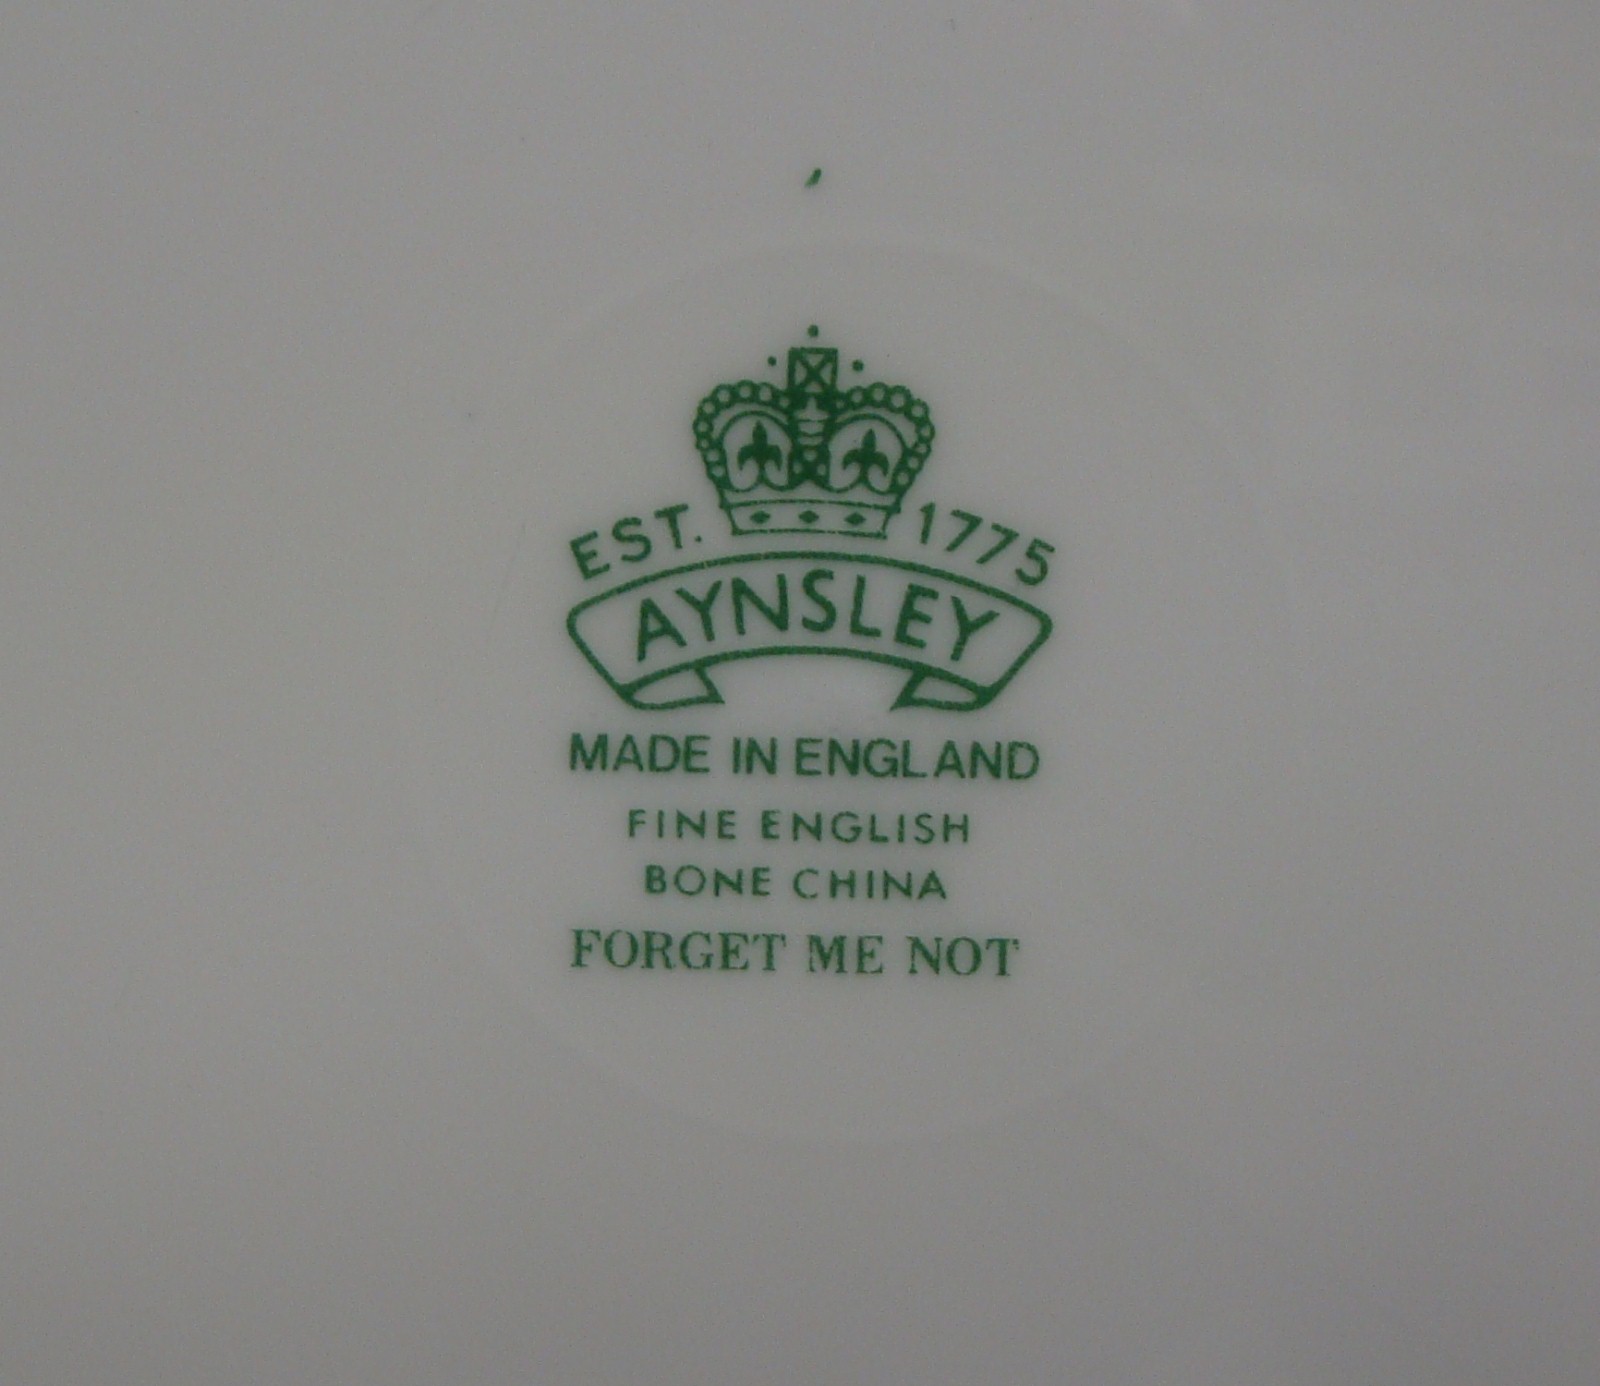 EST. 1775
AYNSLEY
MADE IN ENGLAND
FINE ENGLISH
BONE CHINA
FORGET ME NOT